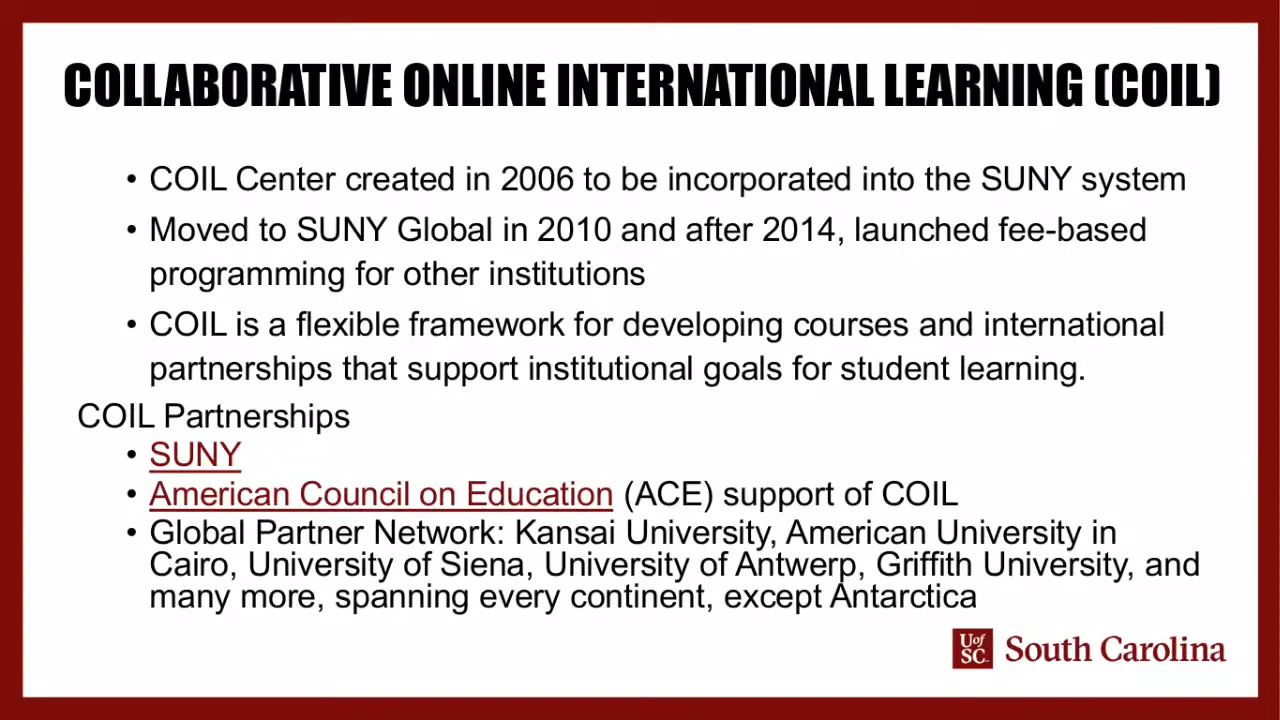 COLLABORATIVE ONLINE INTERNATIONAL LEARNING (COIL)
• COIL Center created in 2006 to be incorporated into the SUNY system
• Moved to SUNY Global in 2010 and after 2014, launched fee-based
programming for other institutions
• COIL is a flexible framework for developing courses and international
partnerships that support institutional goals for student learning.
COIL Partnerships
• SUNY
• American Council on Education (ACE) support of COIL
• Global Partner Network: Kansai University, American University in
Cairo, University of Siena, University of Antwerp, Griffith University, and
many more, spanning every continent, except Antarctica
U of
SC
South Carolina